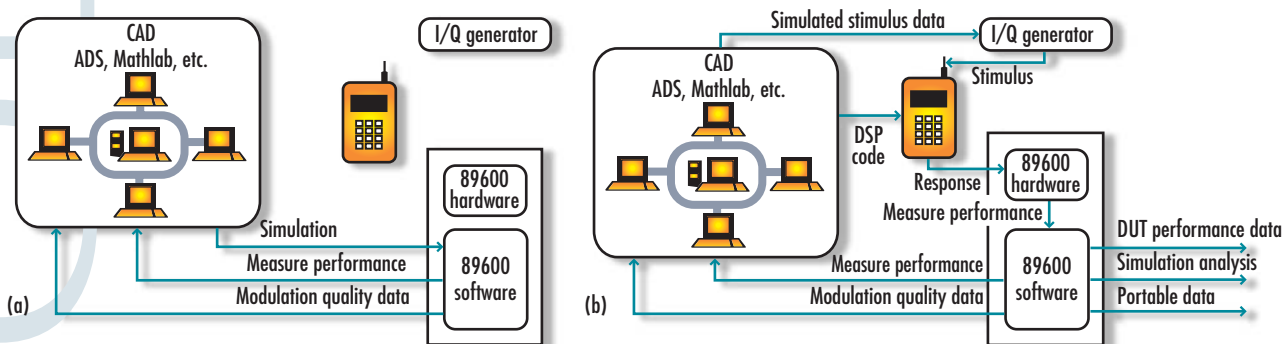 CAD
ADS, Mathlab, etc.
I/Q generator
89600
hardware
Simulation
Measure performance
Modulation quality data
89600
software
(a)
Simulated stimulus data
I/Q generator
Stimulus
CAD
ADS, Mathlab, etc.
DSP
code
Response
89600
hardware
Measure performance
Measure performance
Modulation quality data
89600
software
DUT performance data
Simulation analysis
Portable data
(b)